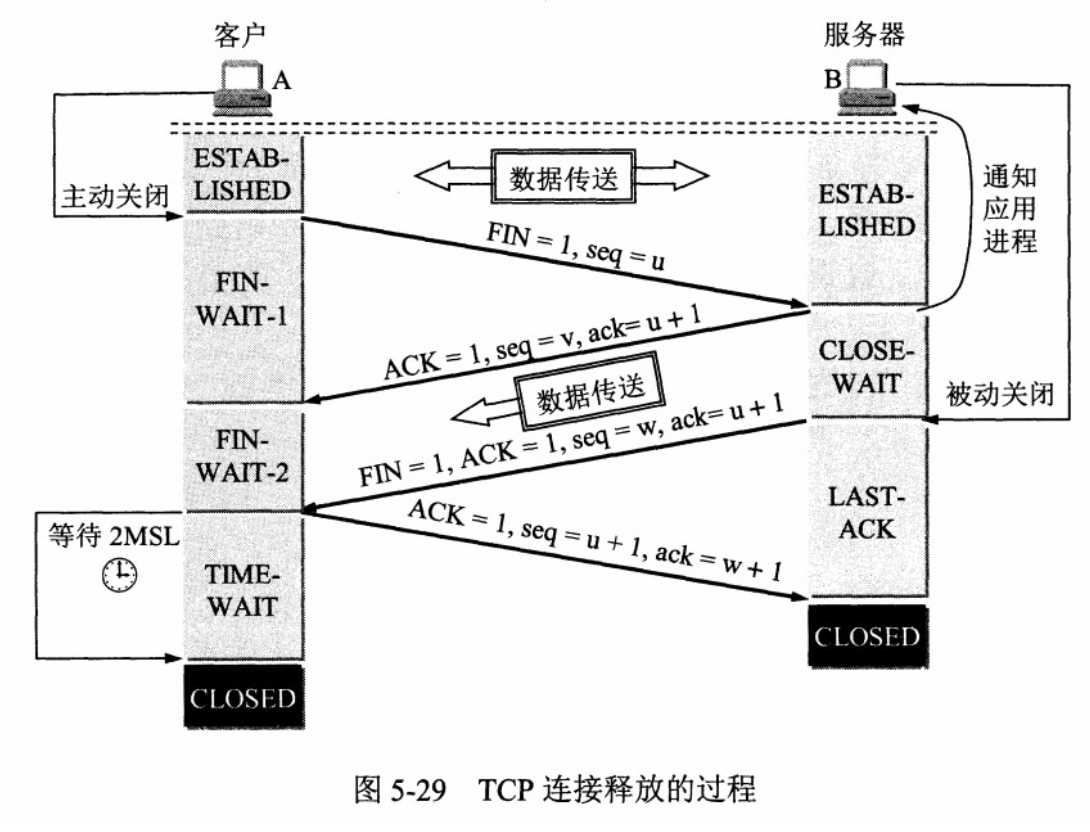 客户
服务器
A
B
ESTAB-
LISHED
数据传送
主动关闭
ESTAB-
LISHED
通知
应用
进程
FIN = 1, seq = u
FIN-
WAIT-1
ACK = 1, seq = v, ack= u + 1
CLOSE-
WAIT
数据传送
被动关闭
FIN-
WAIT-2
FIN = 1, ACK = 1, seq = w, ack= u + 1
LAST-
ACK
ACK = 1, seq = u + 1, ack = w + 1
等待 2MSL
TIME-
WAIT
CLOSED
CLOSED
图 5-29 TCP 连接释放的过程